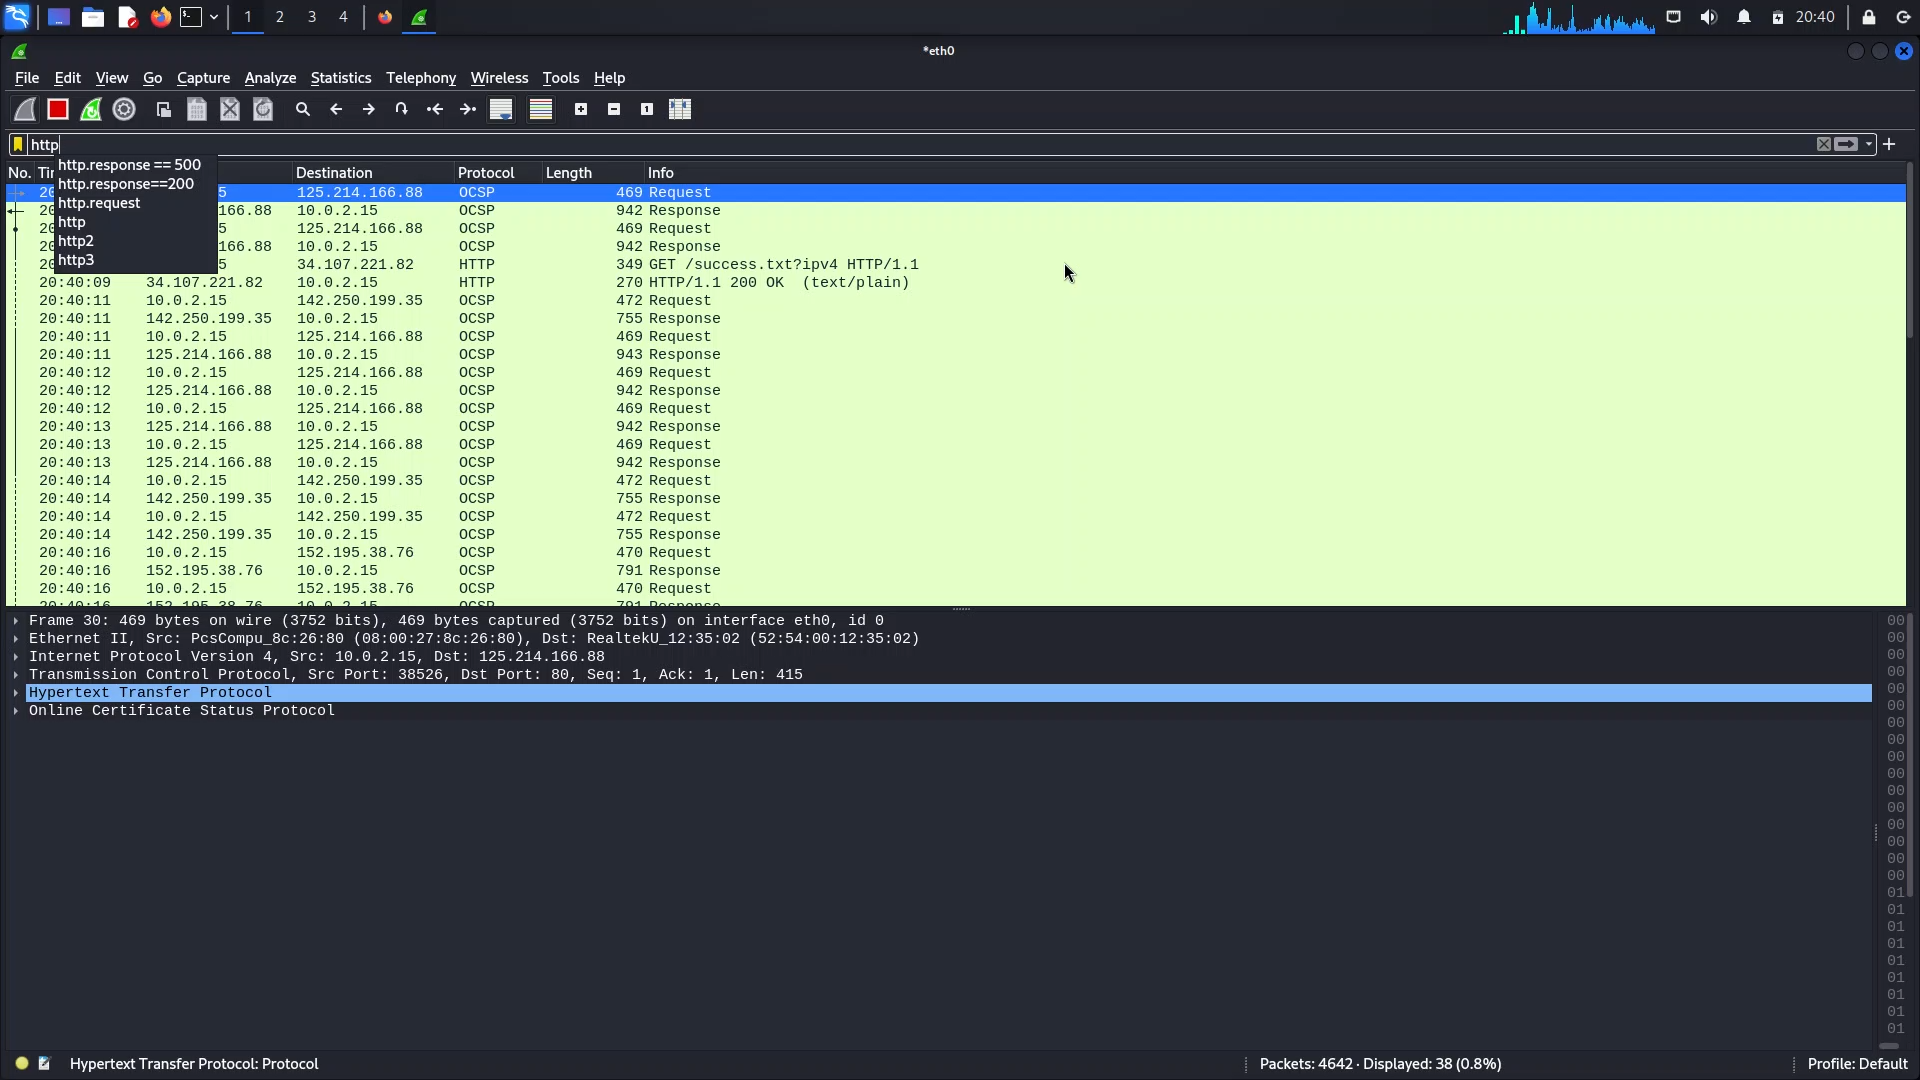 1 2 3 4 20:40
*eth0
File Edit View Go Capture Analyze Statistics Telephony Wireless Tools Help
http
http.response == 500
http.response==200
http.request
http
http2
http3
No. Destination Protocol Length Info
20 5 125.214.166.88 OCSP 469 Request
20 166.88 10.0.2.15 OCSP 942 Response
20 5 125.214.166.88 OCSP 469 Request
20 166.88 10.0.2.15 OCSP 942 Response
20 5 34.107.221.82 HTTP 349 GET /success.txt?ipv4 HTTP/1.1
20:40:09 34.107.221.82 10.0.2.15 HTTP 270 HTTP/1.1 200 OK (text/plain)
20:40:11 10.0.2.15 142.250.199.35 OCSP 472 Request
20:40:11 142.250.199.35 10.0.2.15 OCSP 755 Response
20:40:11 10.0.2.15 125.214.166.88 OCSP 469 Request
20:40:11 125.214.166.88 10.0.2.15 OCSP 943 Response
20:40:12 10.0.2.15 125.214.166.88 OCSP 469 Request
20:40:12 125.214.166.88 10.0.2.15 OCSP 942 Response
20:40:12 10.0.2.15 125.214.166.88 OCSP 469 Request
20:40:13 125.214.166.88 10.0.2.15 OCSP 942 Response
20:40:13 10.0.2.15 125.214.166.88 OCSP 469 Request
20:40:13 125.214.166.88 10.0.2.15 OCSP 942 Response
20:40:14 10.0.2.15 142.250.199.35 OCSP 472 Request
20:40:14 142.250.199.35 10.0.2.15 OCSP 755 Response
20:40:14 10.0.2.15 142.250.199.35 OCSP 472 Request
20:40:14 142.250.199.35 10.0.2.15 OCSP 755 Response
20:40:16 10.0.2.15 152.195.38.76 OCSP 470 Request
20:40:16 152.195.38.76 10.0.2.15 OCSP 791 Response
20:40:16 10.0.2.15 152.195.38.76 OCSP 470 Request
20:40:16 152.195.38.76 10.0.2.15 OCSP 791 Response
Frame 30: 469 bytes on wire (3752 bits), 469 bytes captured (3752 bits) on interface eth0, id 0 00
Ethernet II, Src: PcsCompu_8c:26:80 (08:00:27:8c:26:80), Dst: RealtekU_12:35:02 (52:54:00:12:35:02) 00
Internet Protocol Version 4, Src: 10.0.2.15, Dst: 125.214.166.88 00
Transmission Control Protocol, Src Port: 38526, Dst Port: 80, Seq: 1, Ack: 1, Len: 415 00
Hypertext Transfer Protocol 00
Online Certificate Status Protocol 00
00
00
00
00
00
00
00
00
00
00
01
01
01
01
01
01
01
01
01
Hypertext Transfer Protocol: Protocol Packets: 4642 · Displayed: 38 (0.8%) Profile: Default